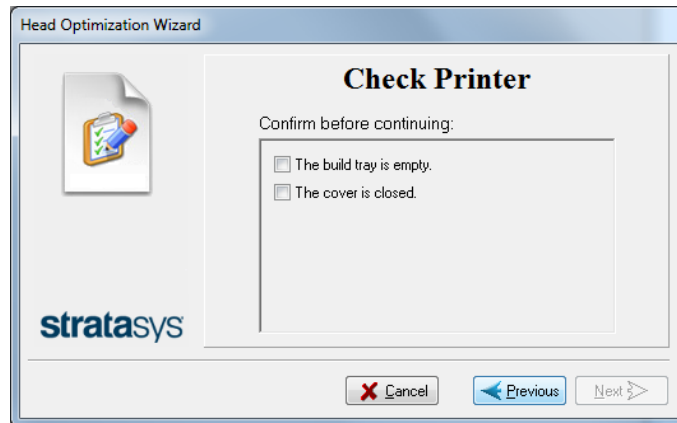 Head Optimization Wizard
Check Printer
Confirm before continuing:
The build tray is empty.
The cover is closed.
stratasys
Cancel
Previous
Next